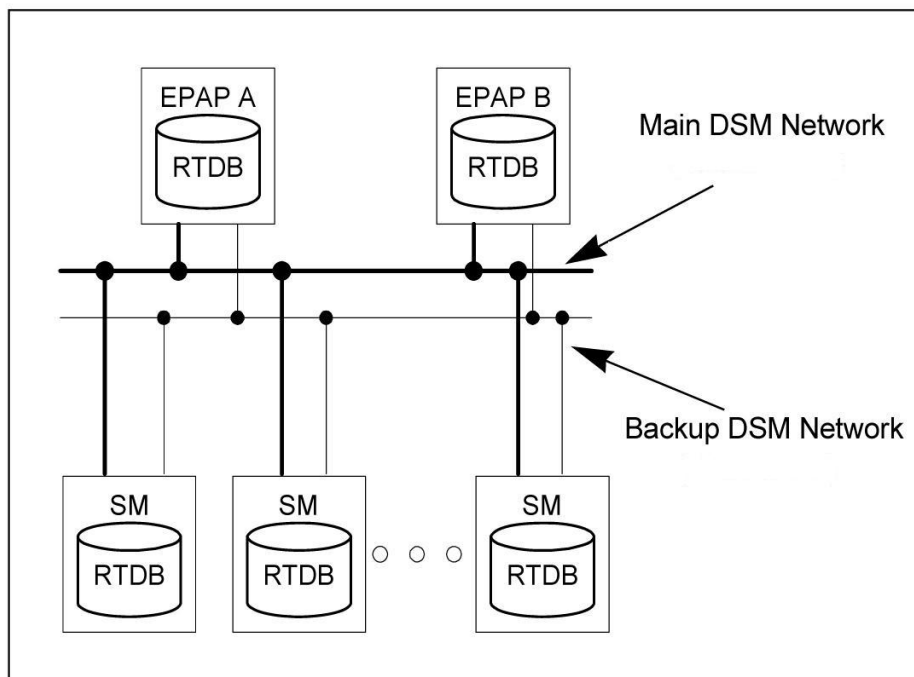 EPAP A
RTDB
EPAP B
RTDB
Main DSM Network
Backup DSM Network
SM
RTDB
SM
RTDB
SM
RTDB